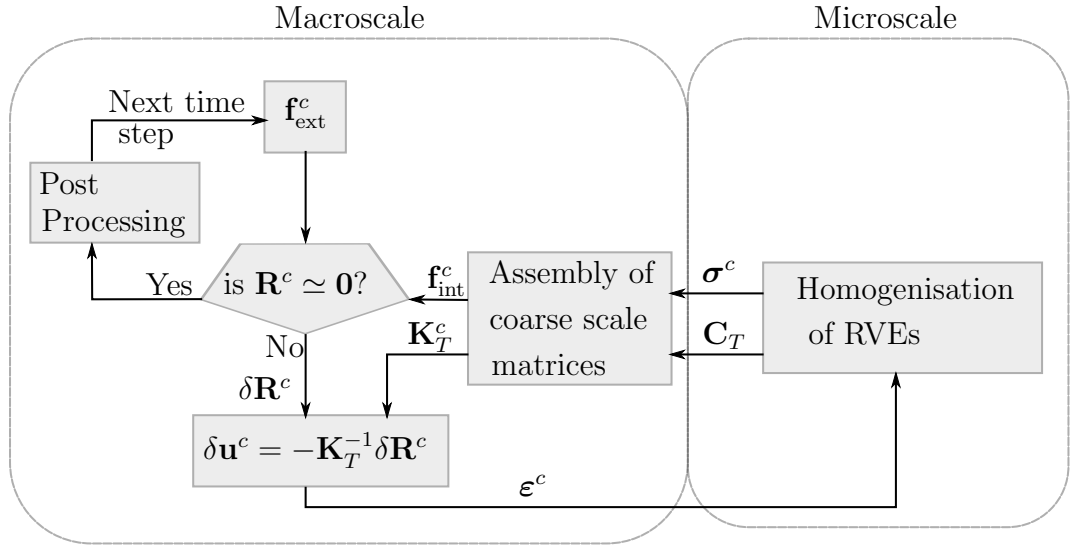 Macroscale
Microscale
Next time
step
f^c_ext
Post
Processing
Yes
is R^c ≃ 0?
No
δR^c
f^c_int
K^c_T
Assembly of
coarse scale
matrices
σ^c
C_T
Homogenisation
of RVEs
δu^c = −K_T^{-1}δR^c
ε^c